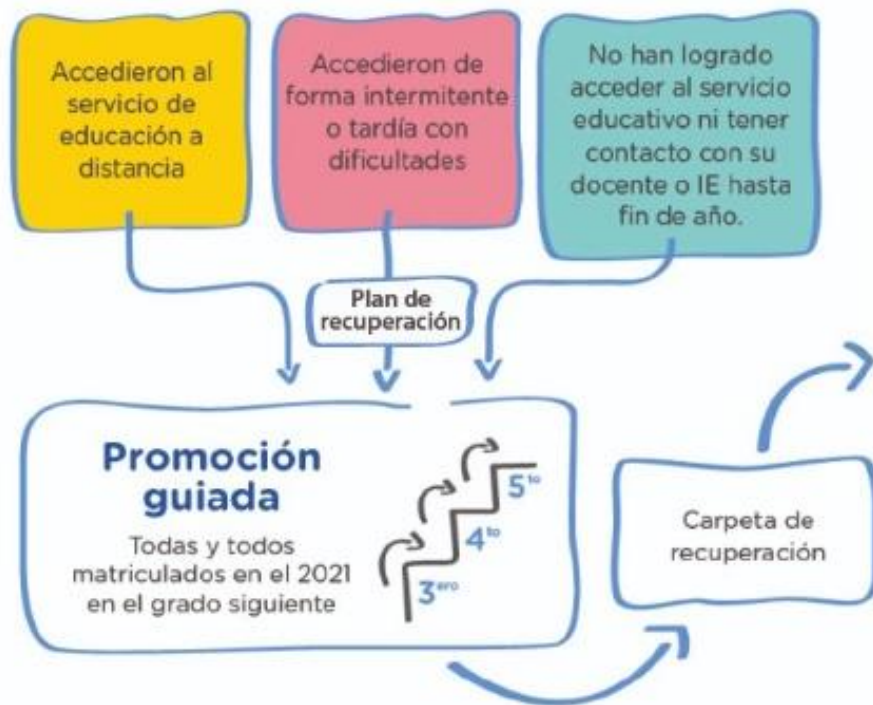 Accedieron al
servicio de
educación a
distancia
Accedieron de
forma intermitente
o tardía con
dificultades
No han logrado
acceder al servicio
educativo ni tener
contacto con su
docente o IE hasta
fin de año.
Plan de
recuperación
Promoción
guiada
Todas y todos
matriculados en el 2021
en el grado siguiente
3ero
4to
5to
Carpeta de
recuperación